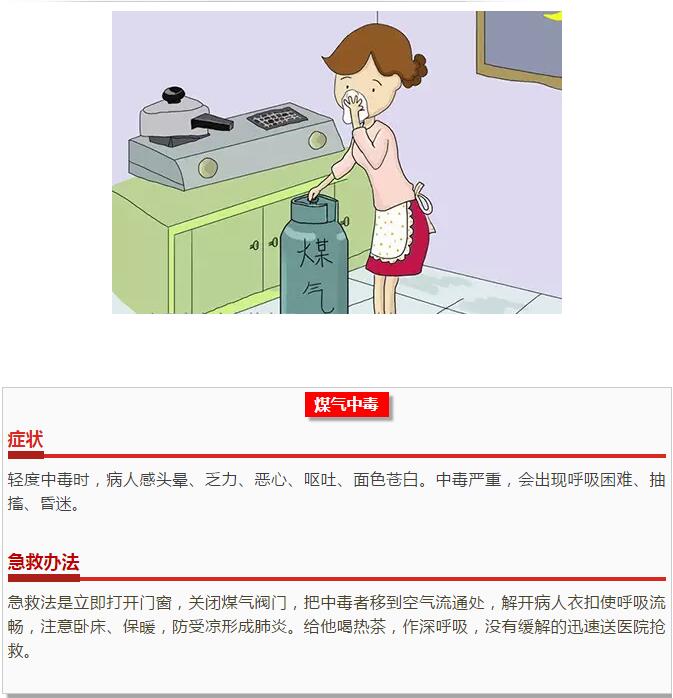 煤
气
煤气中毒
症状
轻度中毒时，病人感头晕、乏力、恶心、呕吐、面色苍白。中毒严重，会出现呼吸困难、抽
搐、昏迷。
急救办法
急救法是立即打开门窗，关闭煤气阀门，把中毒者移到空气流通处，解开病人衣扣使呼吸流
畅，注意卧床、保暖，防受凉形成肺炎。给他喝热茶，作深呼吸，没有缓解的迅速送医院抢
救。